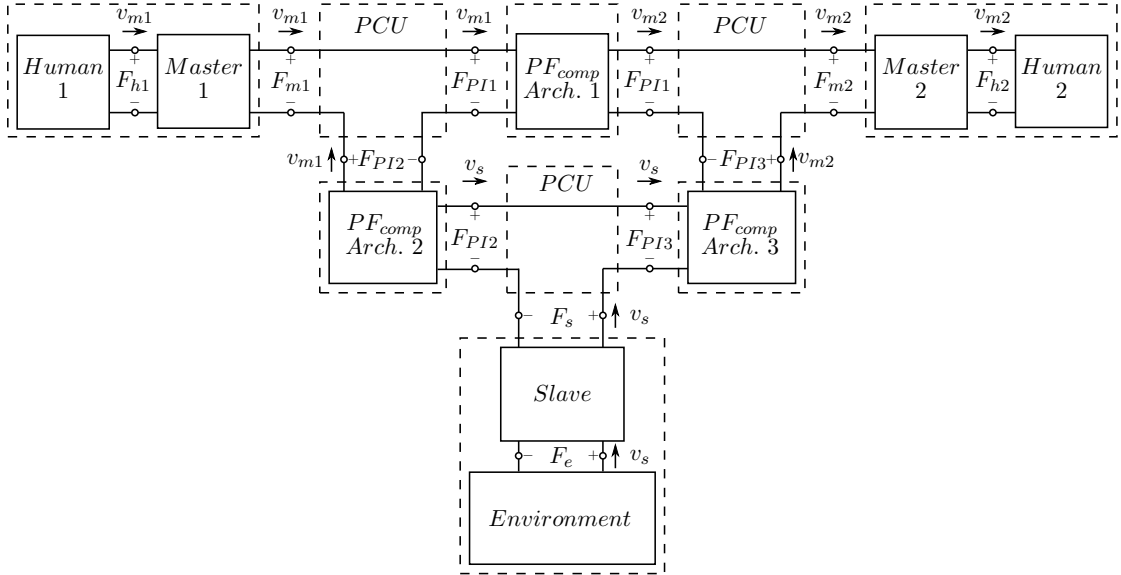 v_{m1} v_{m1} PCU v_{m1} v_{m2} PCU v_{m2} v_{m2}
Human 1
+ F_{h1} −
Master 1
+ F_{m1} −
+ F_{PI1} −
PF_{comp} Arch. 1
+ F_{PI1} −
+ F_{m2} −
Master 2
+ F_{h2} −
Human 2
v_{m1} + F_{PI2} −
− F_{PI3} + v_{m2}
v_s PCU v_s
PF_{comp} Arch. 2
+ F_{PI2} −
+ F_{PI3} −
PF_{comp} Arch. 3
− F_s + v_s
Slave
− F_e + v_s
Environment